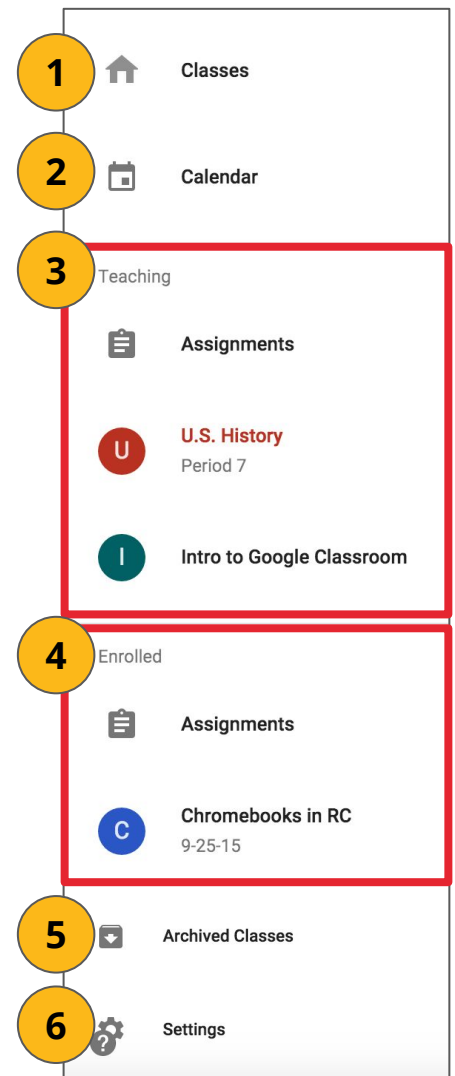 1 Classes
2 Calendar
3 Teaching
Assignments
U U.S. History
Period 7
I Intro to Google Classroom
4 Enrolled
Assignments
C Chromebooks in RC
9-25-15
5 Archived Classes
6 ? Settings